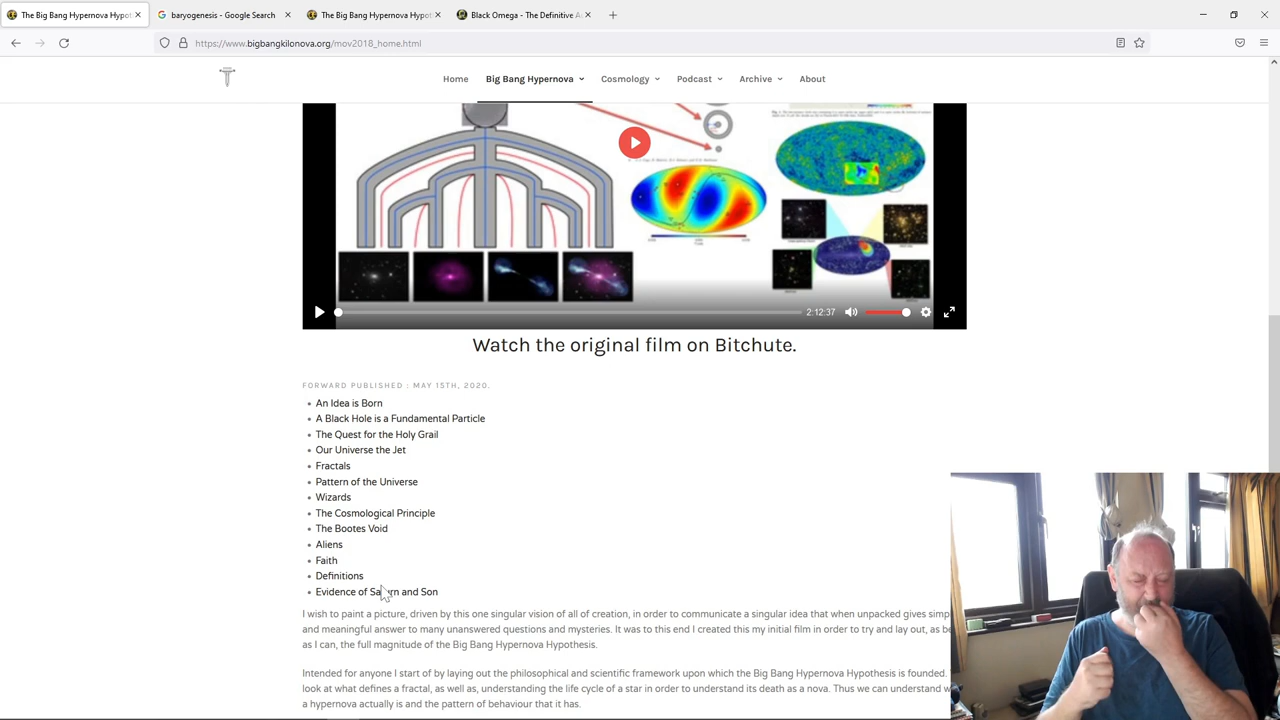 The Big Bang Hypernova Hypot
baryogenesis - Google Search
The Big Bang Hypernova Hypot
Black Omega - The Definitive A
https://www.bigbangkilonova.org/mov2018_home.html
Home
Big Bang Hypernova
Cosmology
Podcast
Archive
About
2:12:37
Watch the original film on Bitchute.
FORWARD PUBLISHED : MAY 15TH, 2020.
An Idea is Born
A Black Hole is a Fundamental Particle
The Quest for the Holy Grail
Our Universe the Jet
Fractals
Pattern of the Universe
Wizards
The Cosmological Principle
The Bootes Void
Aliens
Faith
Definitions
Evidence of Saturn and Son
I wish to paint a picture, driven by this one singular vision of all of creation, in order to communicate a singular idea that when unpacked gives simp
and meaningful answer to many unanswered questions and mysteries. It was to this end I created this my initial film in order to try and lay out, as be
as I can, the full magnitude of the Big Bang Hypernova Hypothesis.
Intended for anyone I start of by laying out the philosophical and scientific framework upon which the Big Bang Hypernova Hypothesis is founded.
look at what defines a fractal, as well as, understanding the life cycle of a star in order to understand its death as a nova. Thus we can understand w
a hypernova actually is and the pattern of behaviour that it has.